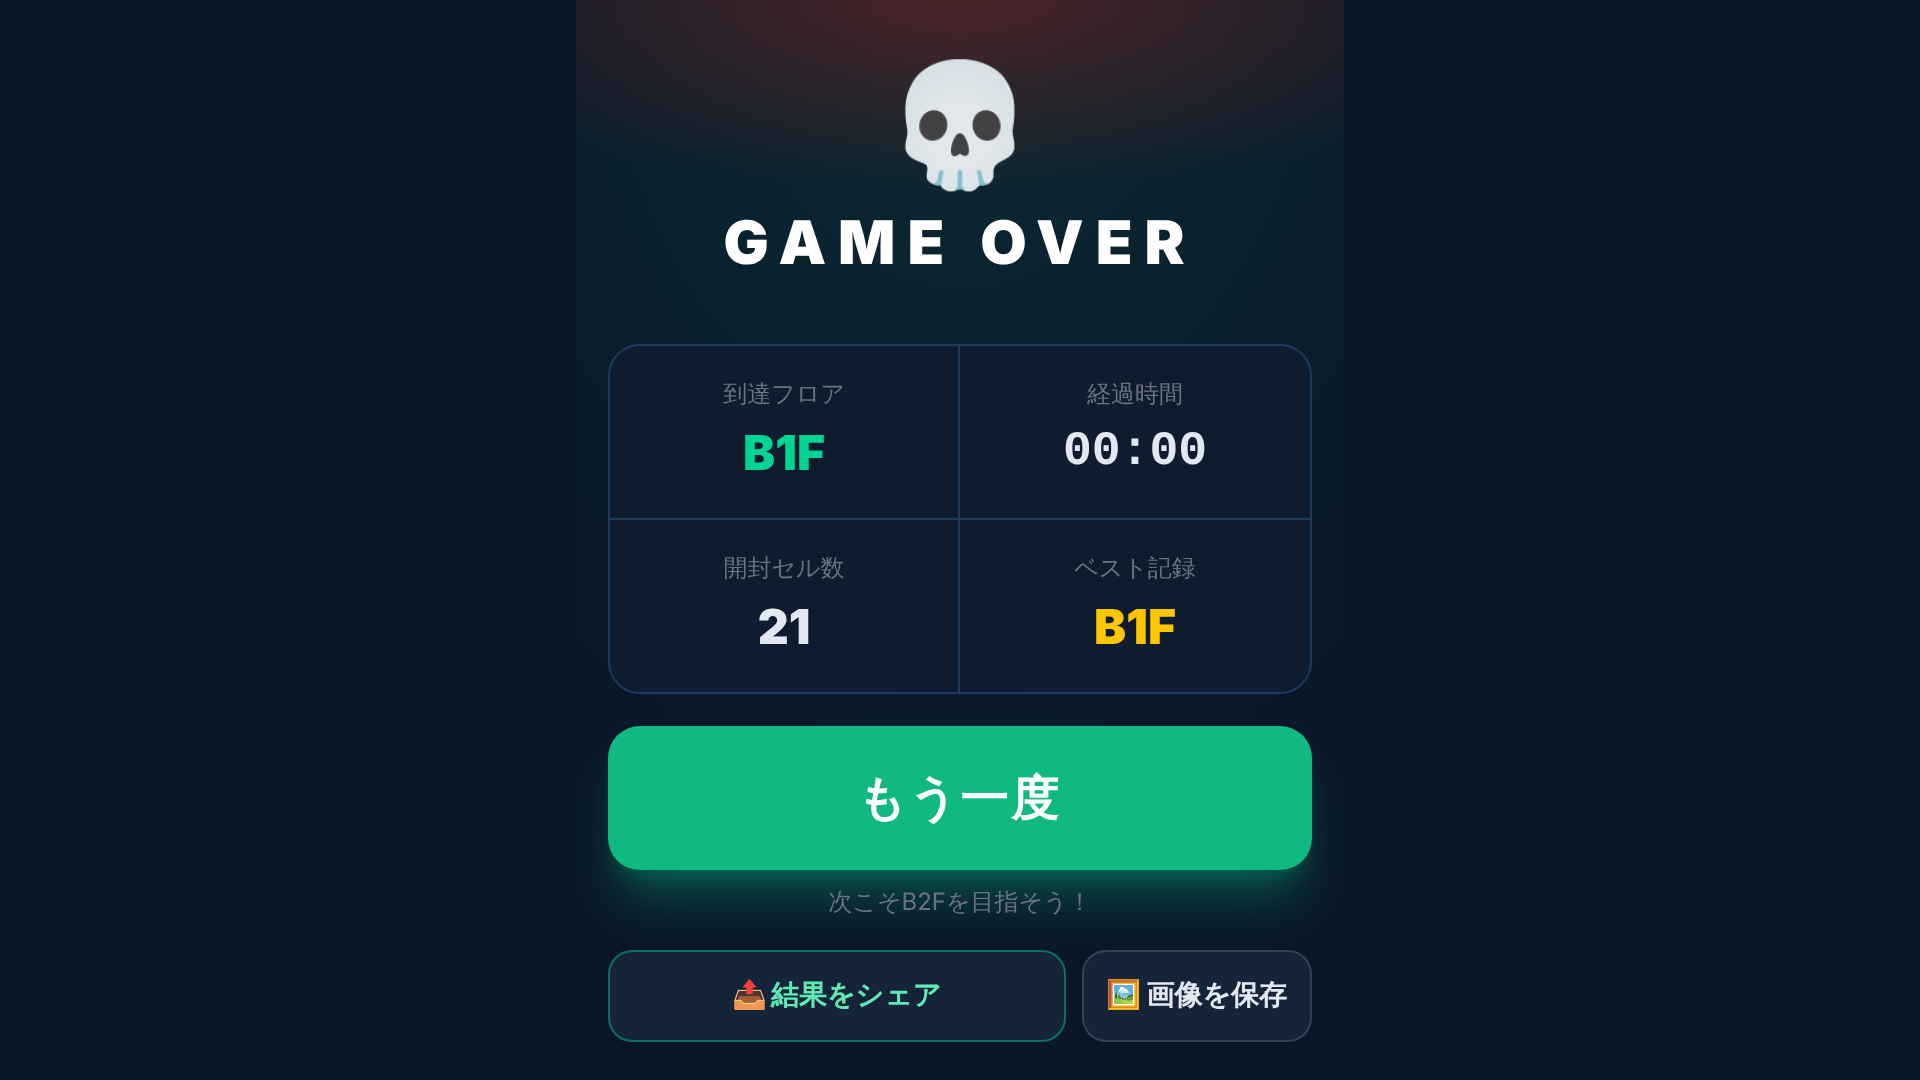 GAME OVER
到達フロア
B1F
経過時間
00:00
開封セル数
21
ベスト記録
B1F
もう一度
次こそB2Fを目指そう！
結果をシェア
画像を保存